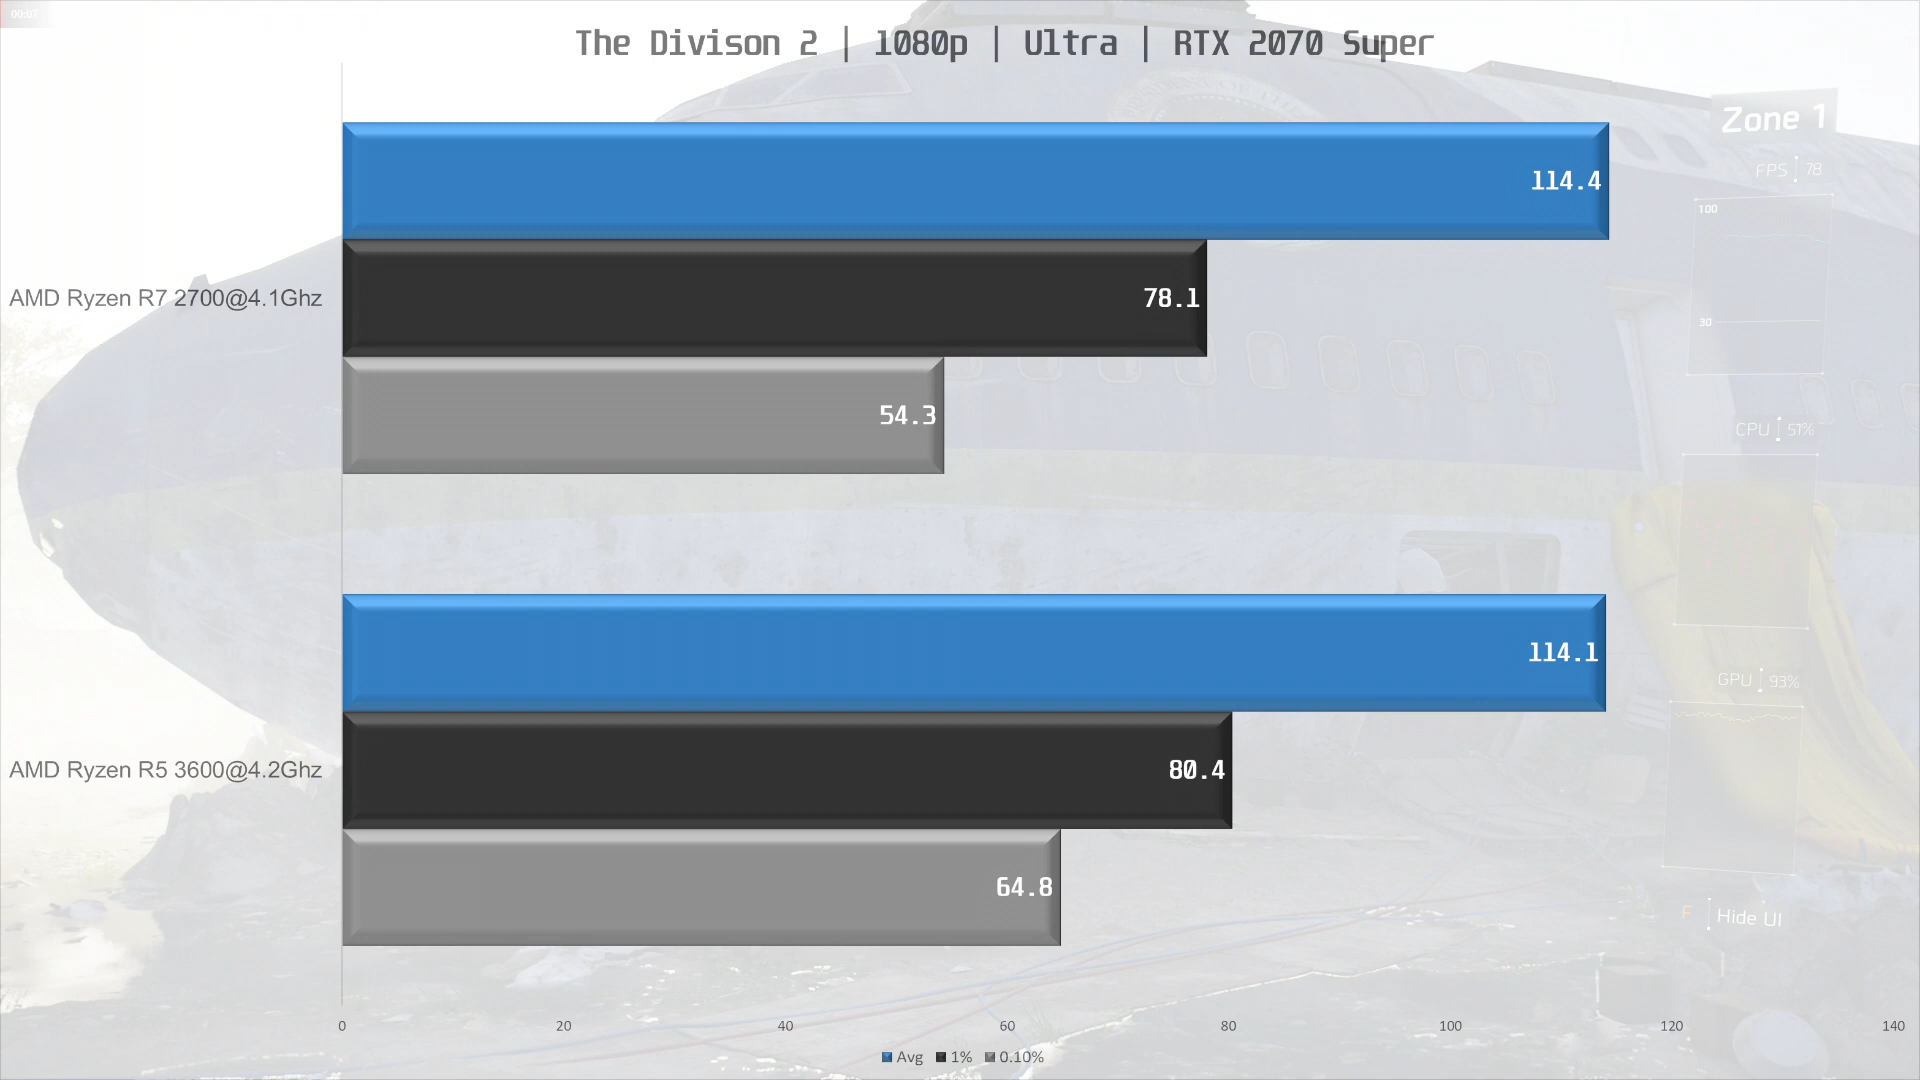 00:07
The Divison 2 | 1080p | Ultra | RTX 2070 Super
Zone 1
FPS 78
100
30
114.4
AMD Ryzen R7 2700@4.1Ghz
78.1
54.3
CPU 51%
114.1
GPU 93%
AMD Ryzen R5 3600@4.2Ghz
80.4
64.8
F Hide UI
0 20 40 60 80 100 120 140
Avg 1% 0.10%